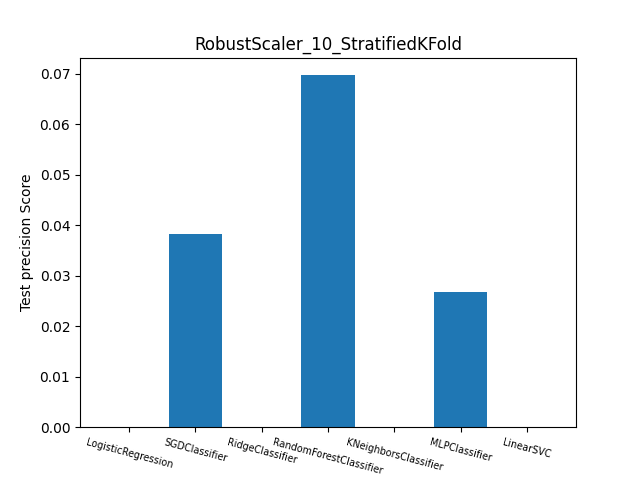 RobustScaler_10_StratifiedKFold
Test precision Score
0.07
0.06
0.05
0.04
0.03
0.02
0.01
0.00
LogisticRegression
SGDClassifier
RidgeClassifier
RandomForestClassifier
KNeighborsClassifier
MLPClassifier
LinearSVC